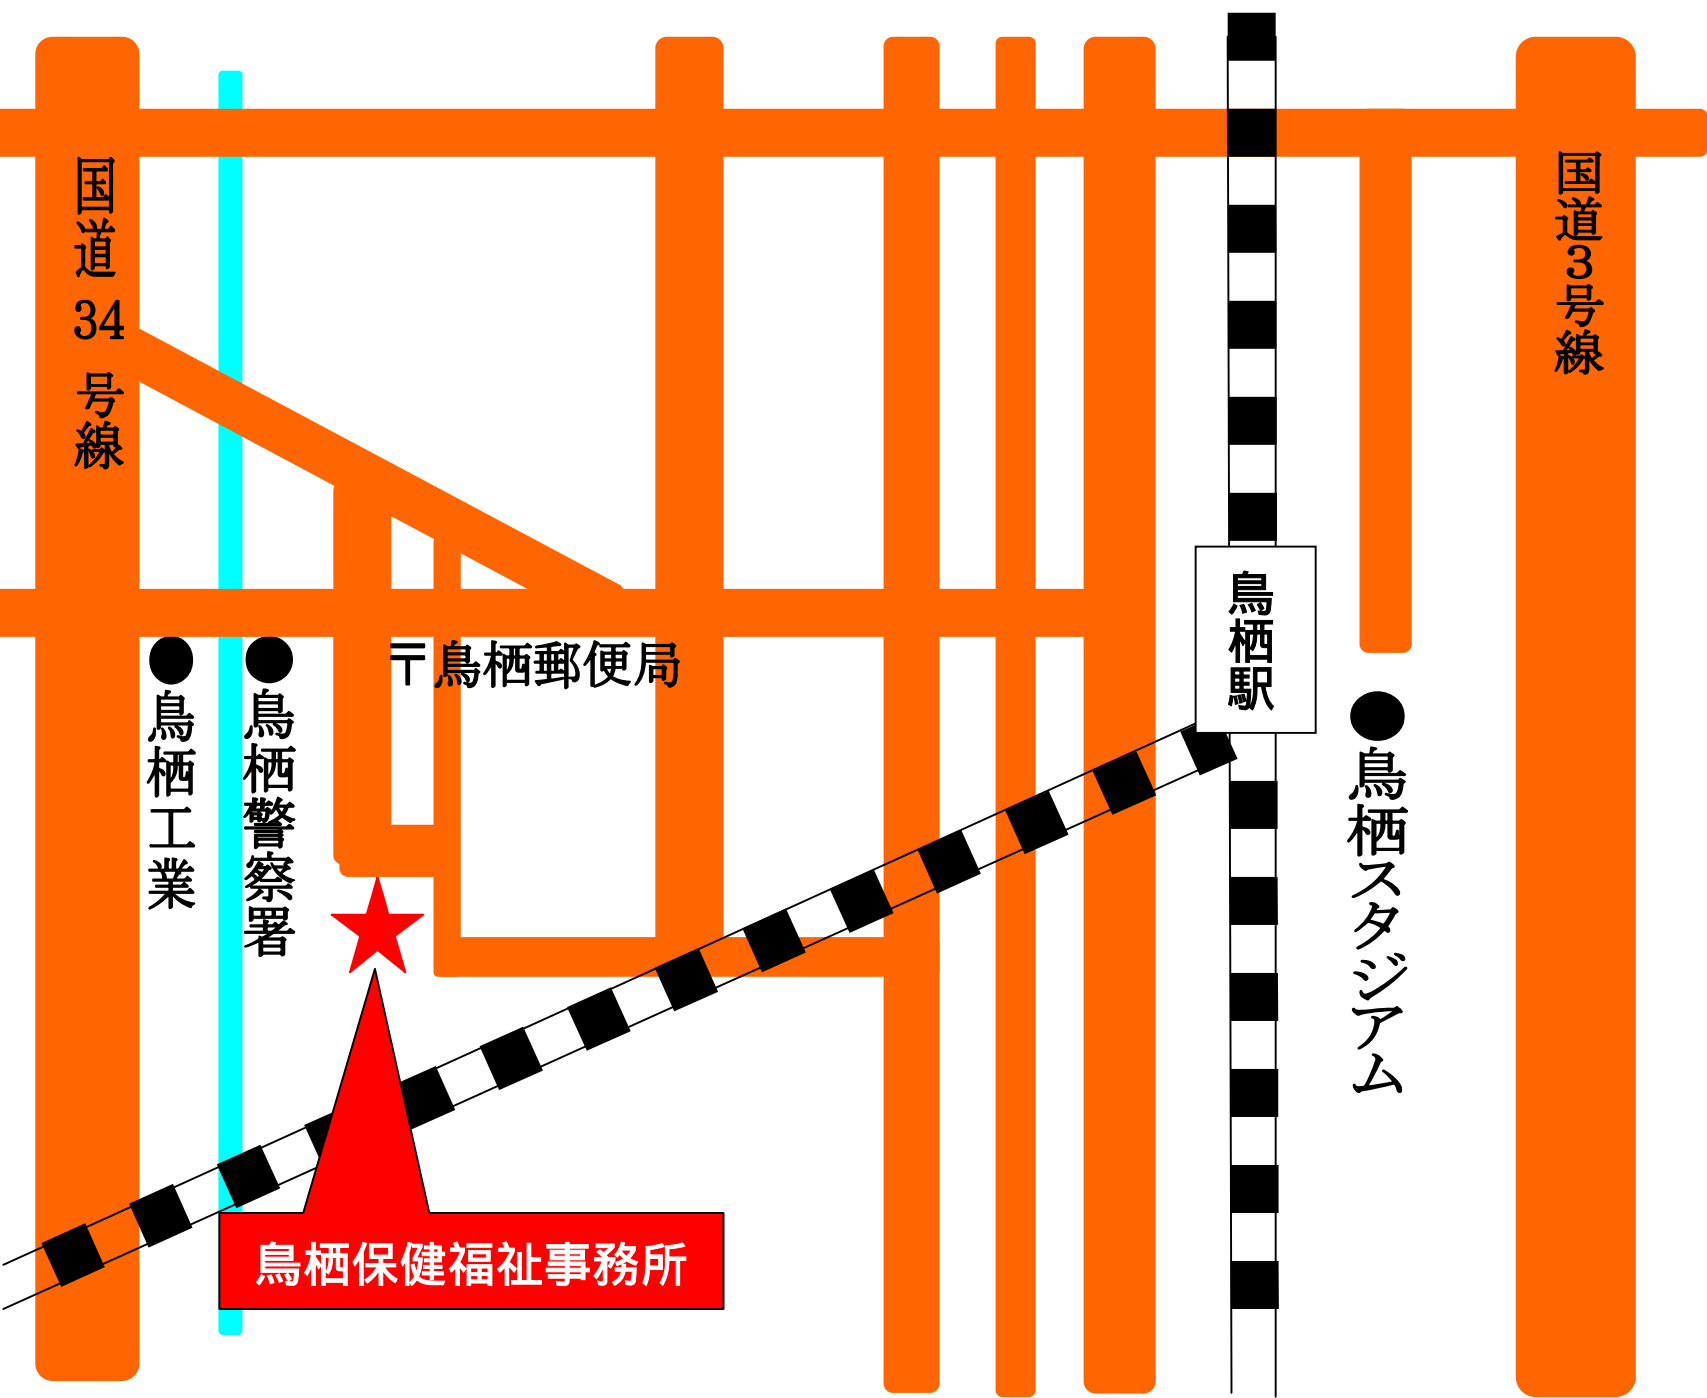 国道34号線
国道3号線
●鳥栖工業
●鳥栖警察署
〒鳥栖郵便局
鳥栖駅
●鳥栖スタジアム
鳥栖保健福祉事務所